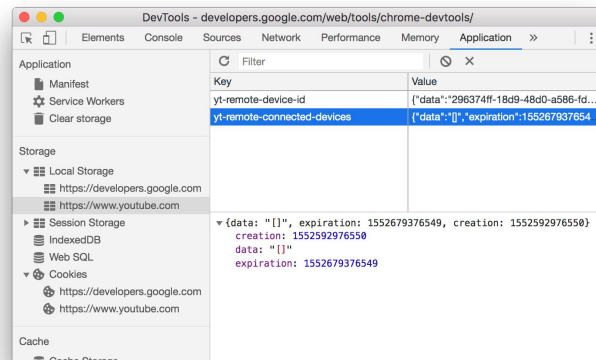 DevTools - developers.google.com/web/tools/chrome-devtools/
Elements Console Sources Network Performance Memory Application »
Application
Manifest
Service Workers
Clear storage
Storage
Local Storage
https://developers.google.com
https://www.youtube.com
Session Storage
IndexedDB
Web SQL
Cookies
https://developers.google.com
https://www.youtube.com
Cache
Cache Storage
Filter
Key Value
yt-remote-device-id {"data":"296374ff-18d9-48d0-a586-fd...
yt-remote-connected-devices {"data":"[]","expiration":155267937654
{data: "[]", expiration: 1552679376549, creation: 1552592976550}
creation: 1552592976550
data: "[]"
expiration: 1552679376549